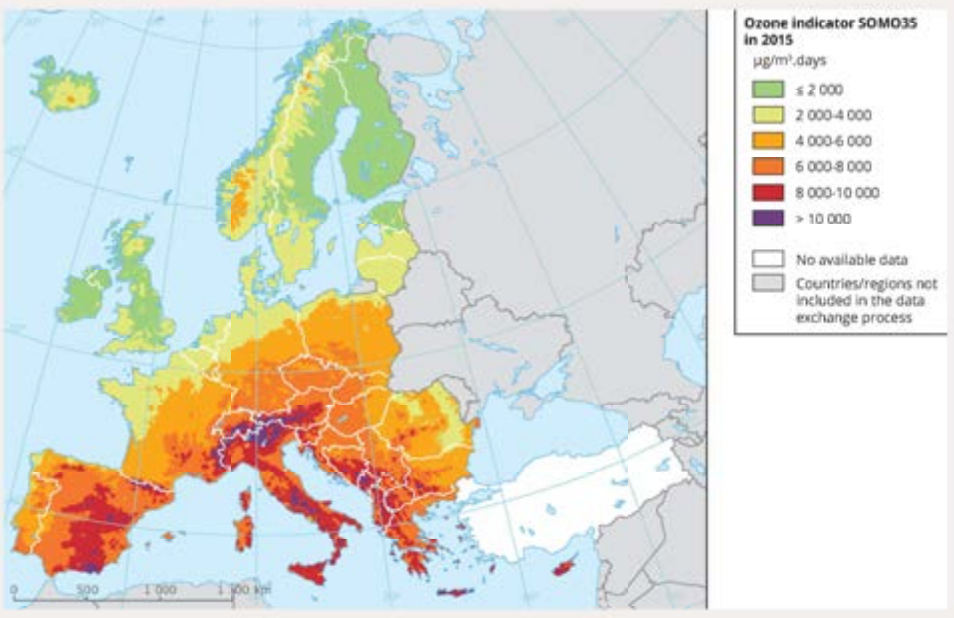 Ozone indicator SOMO35
in 2015
µg/m³.days
≤ 2 000
2 000-4 000
4 000-6 000
6 000-8 000
8 000-10 000
> 10 000
No available data
Countries/regions not
included in the data
exchange process
0 500 1 000 1 500 km